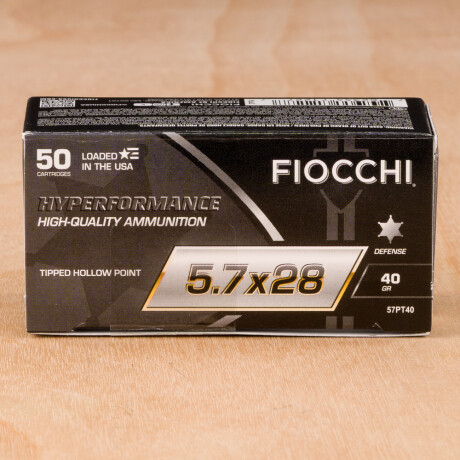 50
CARTRIDGES
LOADED
IN THE USA
FIOCCHI
HYPERFORMANCE
HIGH-QUALITY AMMUNITION
DEFENSE
TIPPED HOLLOW POINT
5.7x28
40
GR
57PT40